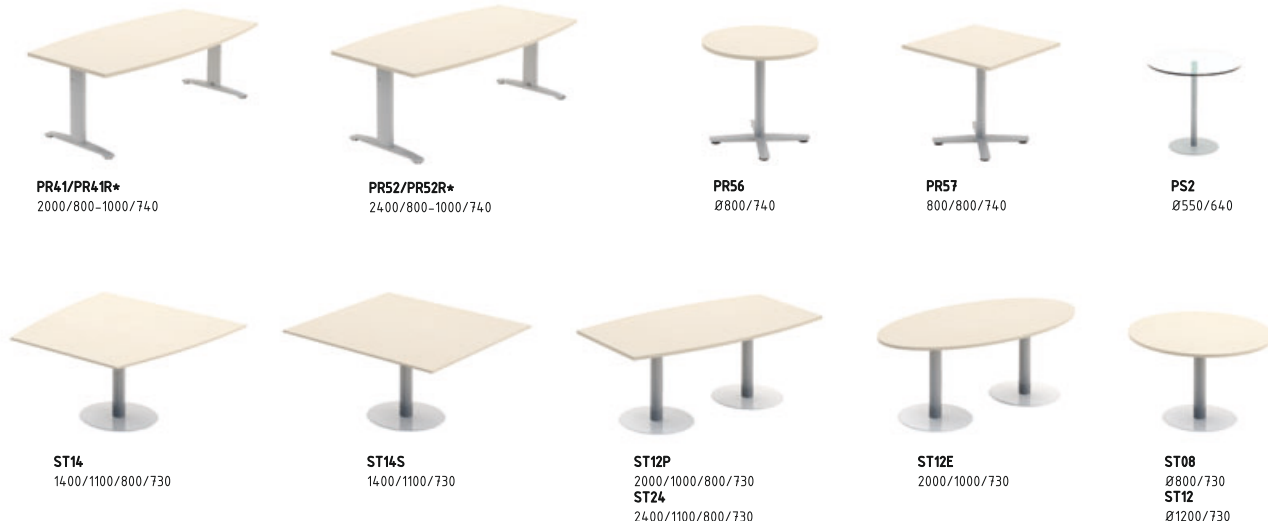 PR41/PR41R*
2000/800-1000/740
PR52/PR52R*
2400/800-1000/740
PR56
Ø800/740
PR57
800/800/740
PS2
Ø550/640
ST14
1400/1100/800/730
ST14S
1400/1100/730
ST12P
2000/1000/800/730
ST24
2400/1100/800/730
ST12E
2000/1000/730
ST08
Ø800/730
ST12
Ø1200/730